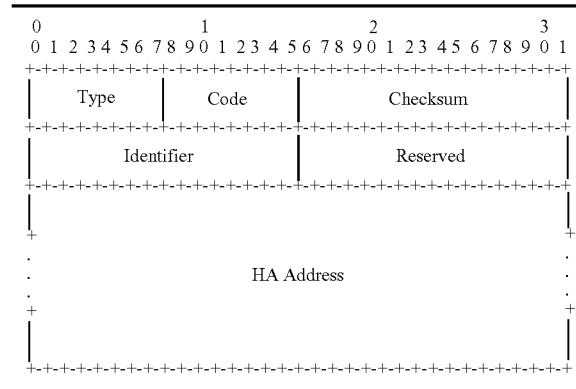 0 1 2 3
0 1 2 3 4 5 6 7 8 9 0 1 2 3 4 5 6 7 8 9 0 1 2 3 4 5 6 7 8 9 0 1
+-+-+-+-+-+-+-+-+-+-+-+-+-+-+-+-+-+-+-+-+-+-+-+-+-+-+-+-+-+-+-+-+
| Type | Code | Checksum |
+-+-+-+-+-+-+-+-+-+-+-+-+-+-+-+-+-+-+-+-+-+-+-+-+-+-+-+-+-+-+-+-+
| Identifier | Reserved |
+-+-+-+-+-+-+-+-+-+-+-+-+-+-+-+-+-+-+-+-+-+-+-+-+-+-+-+-+-+-+-+-+
| |
+ +
. .
. HA Address .
. .
+ +
| |
+-+-+-+-+-+-+-+-+-+-+-+-+-+-+-+-+-+-+-+-+-+-+-+-+-+-+-+-+-+-+-+-+